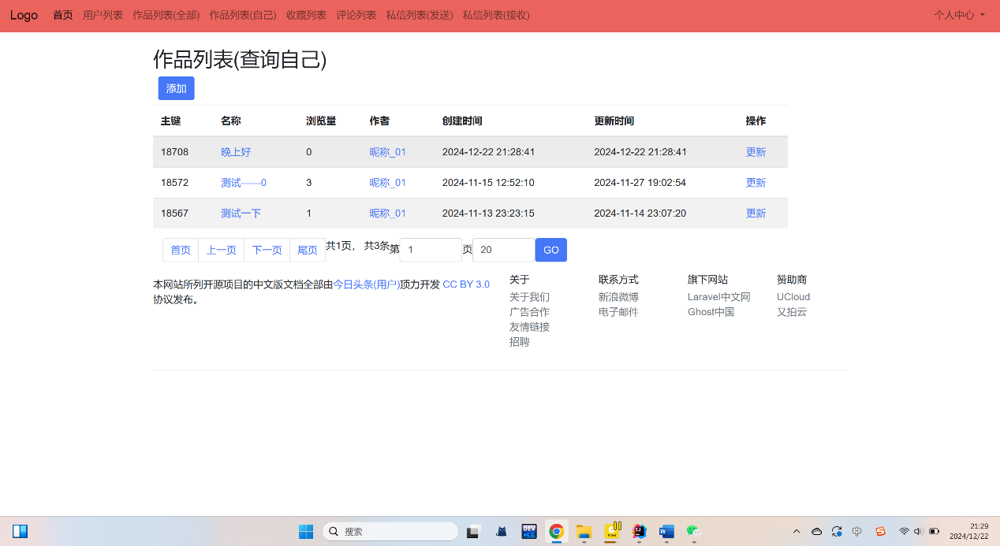 Logo 首页 用户列表 作品列表(全部) 作品列表(自己) 收藏列表 评论列表 私信列表(发送) 私信列表(接收) 个人中心
作品列表(查询自己)
添加
主键 名称 浏览量 作者 创建时间 更新时间 操作
18708 晚上好 0 昵称_01 2024-12-22 21:28:41 2024-12-22 21:28:41 更新
18572 测试——0 3 昵称_01 2024-11-15 12:52:10 2024-11-27 19:02:54 更新
18567 测试一下 1 昵称_01 2024-11-13 23:23:15 2024-11-14 23:07:20 更新
首页 上一页 下一页 尾页 共1页， 共3条 第 1 页 20 GO
本网站所列开源项目的中文版文档全部由今日头条(用户)顶力开发 CC BY 3.0
协议发布。
关于
关于我们
广告合作
友情链接
招聘
联系方式
新浪微博
电子邮件
旗下网站
Laravel中文网
Ghost中国
赞助商
UCloud
又拍云
搜索
DEV
中
21:29
2024/12/22